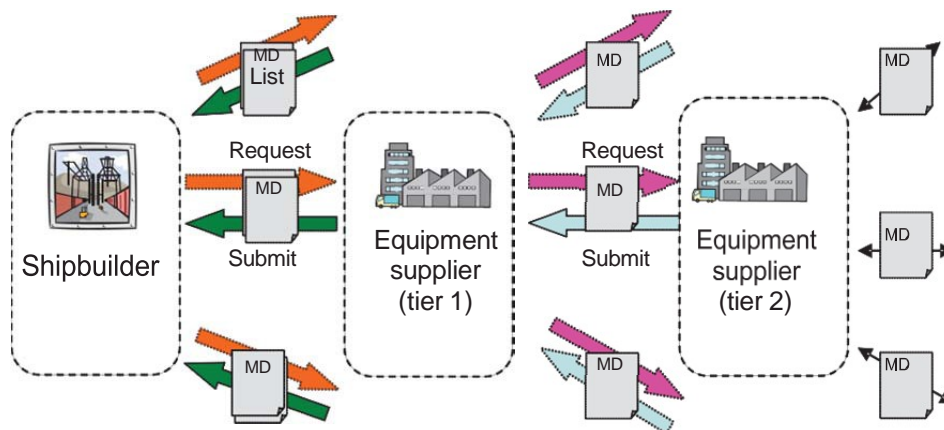 MD
List
MD
MD
Request
Request
MD
MD
Shipbuilder
Equipment
supplier
(tier 1)
Equipment
supplier
(tier 2)
MD
Submit
Submit
MD
MD
MD